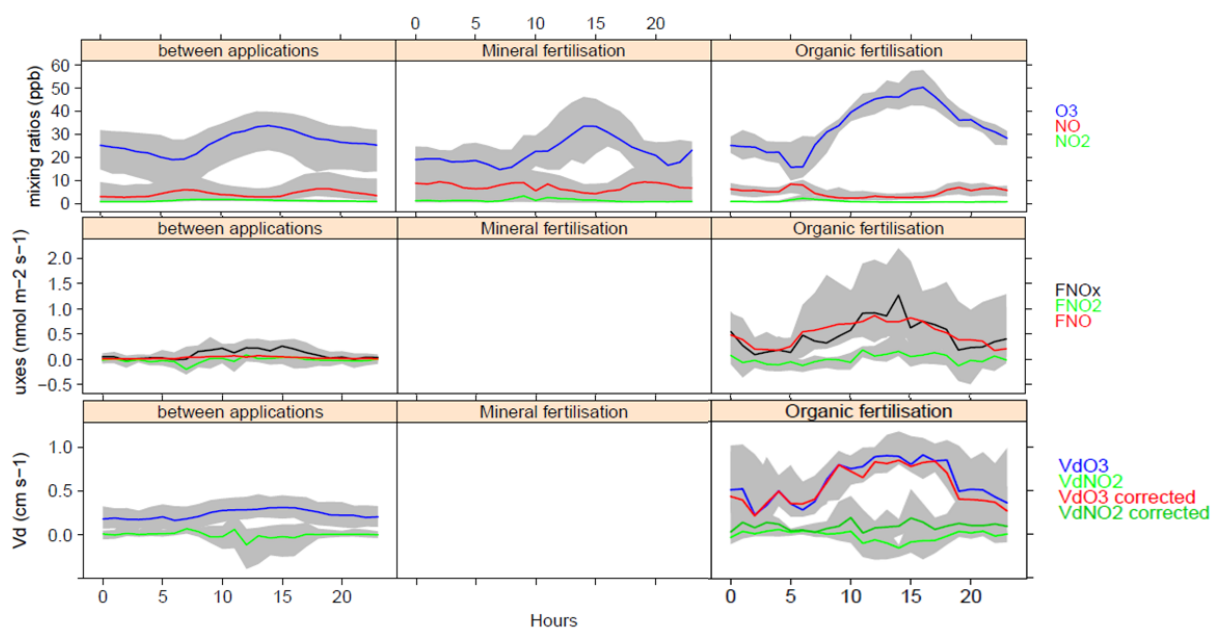 0 5 10 15 20
between applications Mineral fertilisation Organic fertilisation
mixing ratios (ppb)
60
50
40
30
20
10
0
O3
NO
NO2
between applications Mineral fertilisation Organic fertilisation
uxes (nmol m−2 s−1)
2.0
1.5
1.0
0.5
0.0
−0.5
FNOx
FNO2
FNO
between applications Mineral fertilisation Organic fertilisation
Vd (cm s−1)
1.0
0.5
0.0
VdO3
VdNO2
VdO3 corrected
VdNO2 corrected
0 5 10 15 20 0 5 10 15 20
Hours